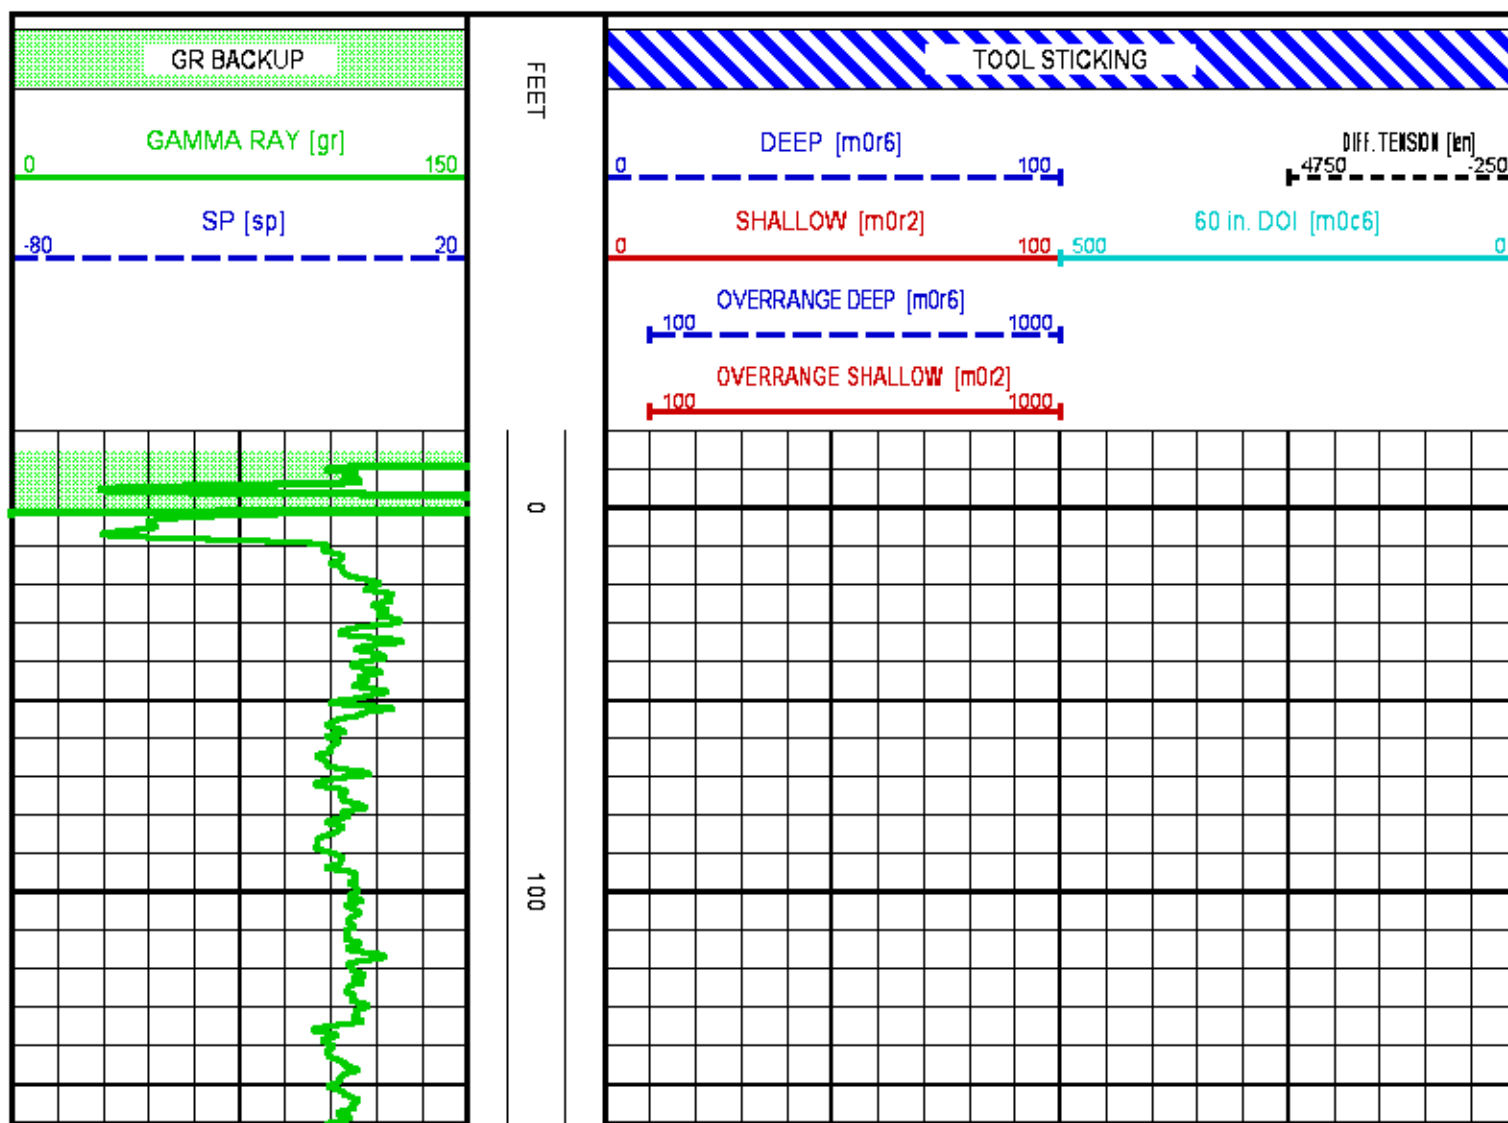 GR BACKUP
FEET
TOOL STICKING
GAMMA RAY [gr]
0 150
DEEP [m0r6]
0 100
DIFF. TENSION [len]
4750 -250
SP [sp]
-80 20
SHALLOW [m0r2]
0 100
60 in. DOI [m0c6]
500 0
OVERRANGE DEEP [m0r6]
100 1000
OVERRANGE SHALLOW [m0r2]
100 1000
0
100